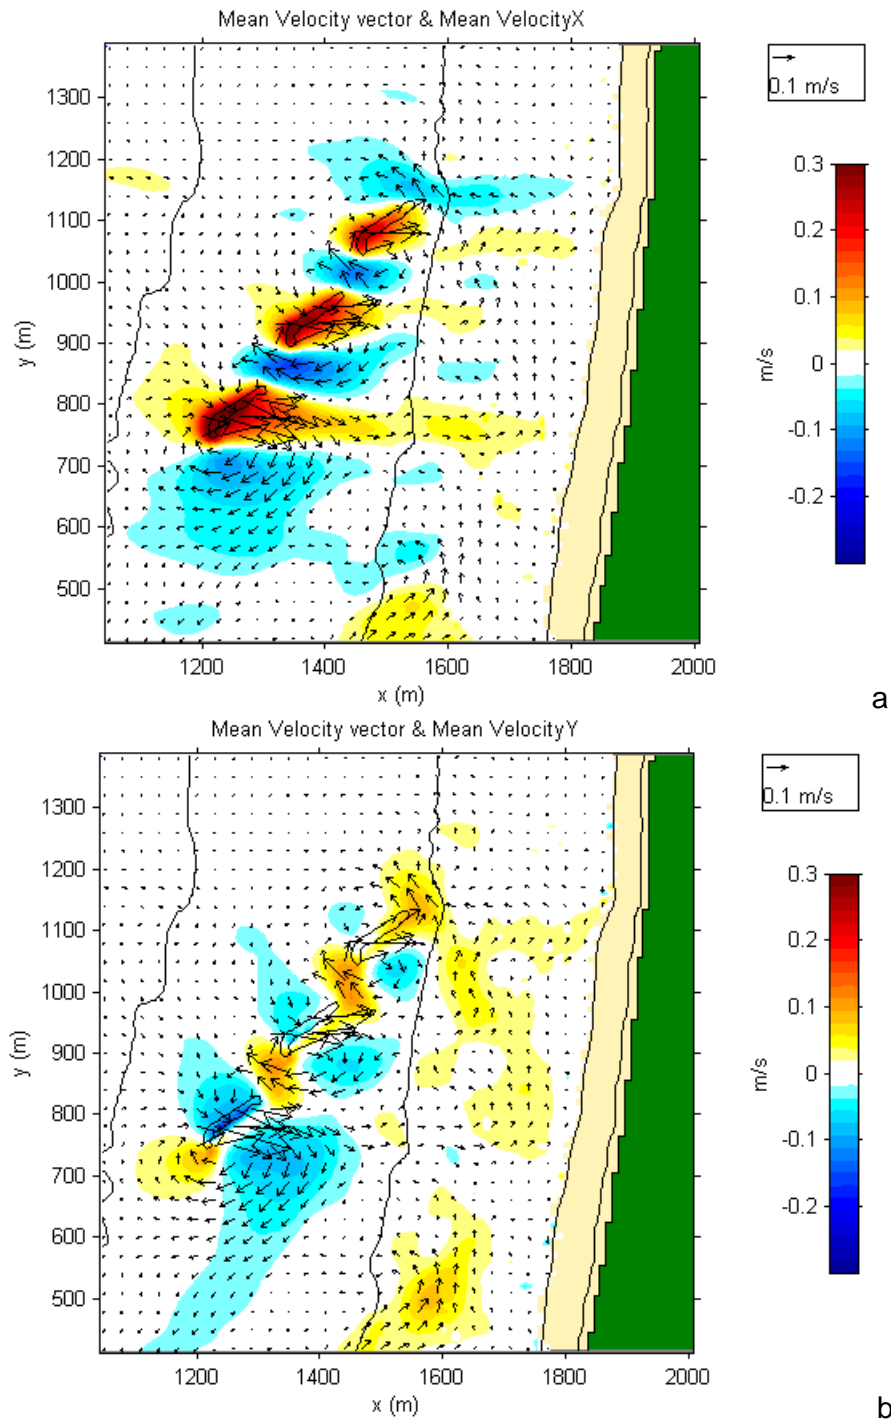 Mean Velocity vector & Mean VelocityX
0.1 m/s
1300
1200
1100
1000
900
800
700
600
500
y (m)
1200 1400 1600 1800 2000
x (m)
0.3
0.2
0.1
0
-0.1
-0.2
m/s
a
Mean Velocity vector & Mean VelocityY
0.1 m/s
1300
1200
1100
1000
900
800
700
600
500
y (m)
1200 1400 1600 1800 2000
x (m)
0.3
0.2
0.1
0
-0.1
-0.2
m/s
b